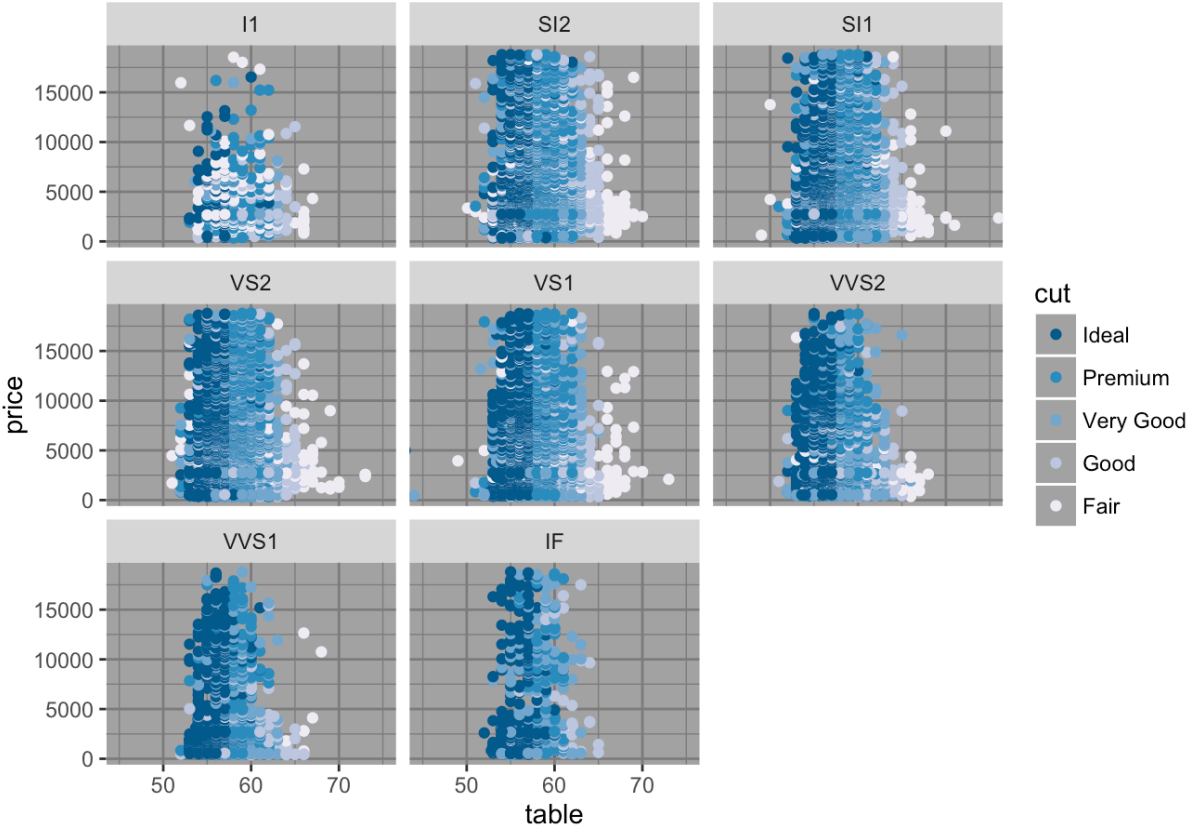 I1
SI2
SI1
15000
10000
5000
0
VS2
VS1
VVS2
15000
10000
5000
0
VVS1
IF
15000
10000
5000
0
50
60
70
50
60
70
table
price
cut
Ideal
Premium
Very Good
Good
Fair